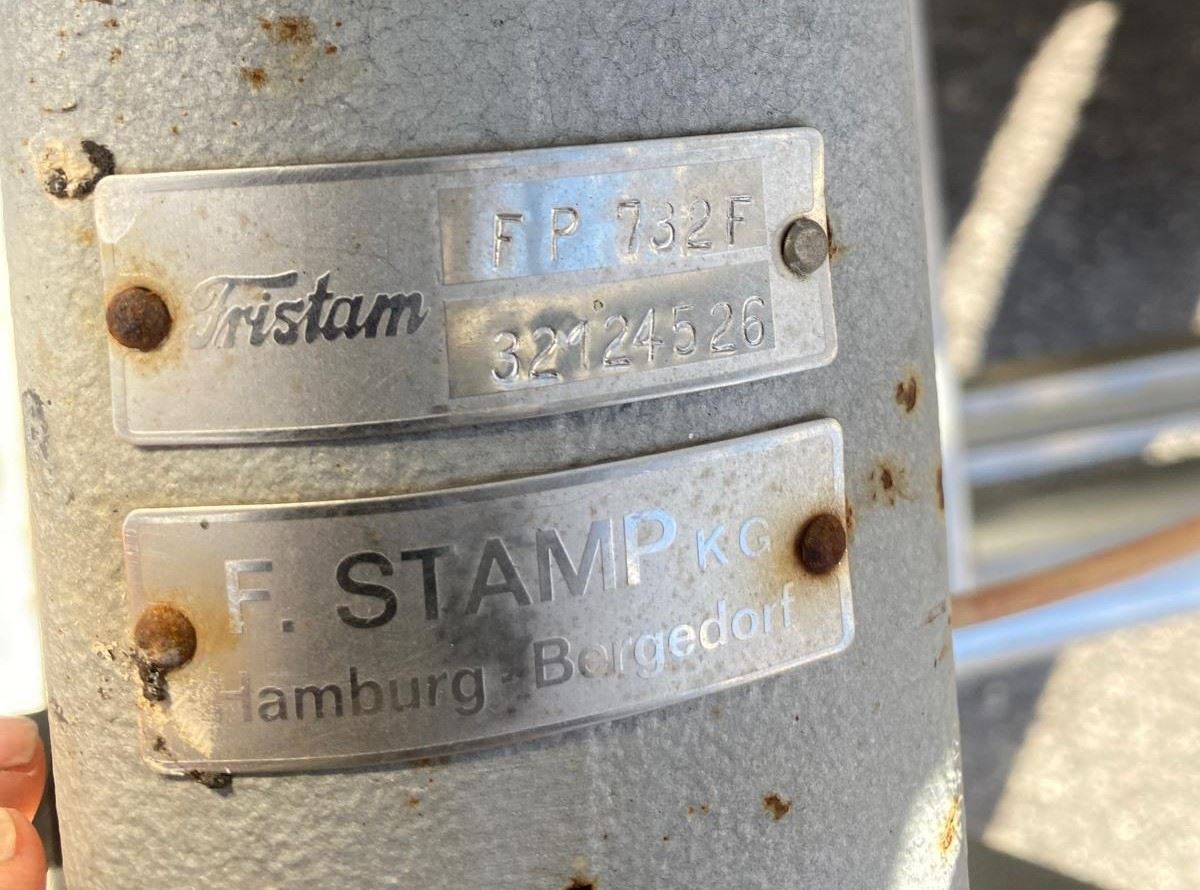 Tristam
FP 732F
32124526
F. STAMP KG
Hamburg-Bergedorf